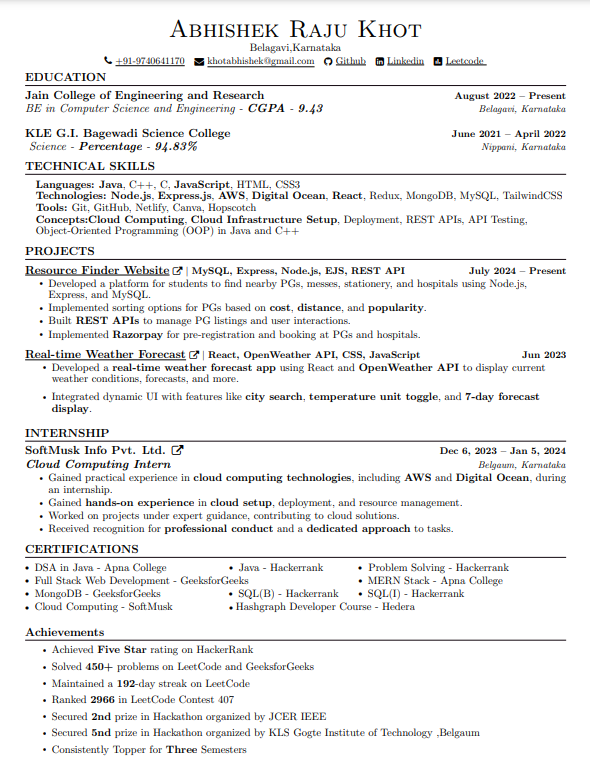 Abhishek Raju Khot
Belagavi,Karnataka
+91-9740641170 khotabhishek@gmail.com Github Linkedin Leetcode
EDUCATION
Jain College of Engineering and Research August 2022 – Present
BE in Computer Science and Engineering - CGPA - 9.43 Belagavi, Karnataka
KLE G.I. Bagewadi Science College June 2021 – April 2022
Science - Percentage - 94.83% Nippani, Karnataka
TECHNICAL SKILLS
Languages: Java, C++, C, JavaScript, HTML, CSS3
Technologies: Node.js, Express.js, AWS, Digital Ocean, React, Redux, MongoDB, MySQL, TailwindCSS
Tools: Git, GitHub, Netlify, Canva, Hopscotch
Concepts:Cloud Computing, Cloud Infrastructure Setup, Deployment, REST APIs, API Testing,
Object-Oriented Programming (OOP) in Java and C++
PROJECTS
Resource Finder Website | MySQL, Express, Node.js, EJS, REST API July 2024 – Present
• Developed a platform for students to find nearby PGs, messes, stationery, and hospitals using Node.js,
Express, and MySQL.
• Implemented sorting options for PGs based on cost, distance, and popularity.
• Built REST APIs to manage PG listings and user interactions.
• Implemented Razorpay for pre-registration and booking at PGs and hospitals.
Real-time Weather Forecast | React, OpenWeather API, CSS, JavaScript Jun 2023
• Developed a real-time weather forecast app using React and OpenWeather API to display current
weather conditions, forecasts, and more.
• Integrated dynamic UI with features like city search, temperature unit toggle, and 7-day forecast
display.
INTERNSHIP
SoftMusk Info Pvt. Ltd. Dec 6, 2023 – Jan 5, 2024
Cloud Computing Intern Belgaum, Karnataka
• Gained practical experience in cloud computing technologies, including AWS and Digital Ocean, during
an internship.
• Gained hands-on experience in cloud setup, deployment, and resource management.
• Worked on projects under expert guidance, contributing to cloud solutions.
• Received recognition for professional conduct and a dedicated approach to tasks.
CERTIFICATIONS
• DSA in Java - Apna College • Java - Hackerrank • Problem Solving - Hackerrank
• Full Stack Web Development - GeeksforGeeks • MERN Stack - Apna College
• MongoDB - GeeksforGeeks • SQL(B) - Hackerrank • SQL(I) - Hackerrank
• Cloud Computing - SoftMusk • Hashgraph Developer Course - Hedera
Achievements
• Achieved Five Star rating on HackerRank
• Solved 450+ problems on LeetCode and GeeksforGeeks
• Maintained a 192-day streak on LeetCode
• Ranked 2966 in LeetCode Contest 407
• Secured 2nd prize in Hackathon organized by JCER IEEE
• Secured 5nd prize in Hackathon organized by KLS Gogte Institute of Technology ,Belgaum
• Consistently Topper for Three Semesters